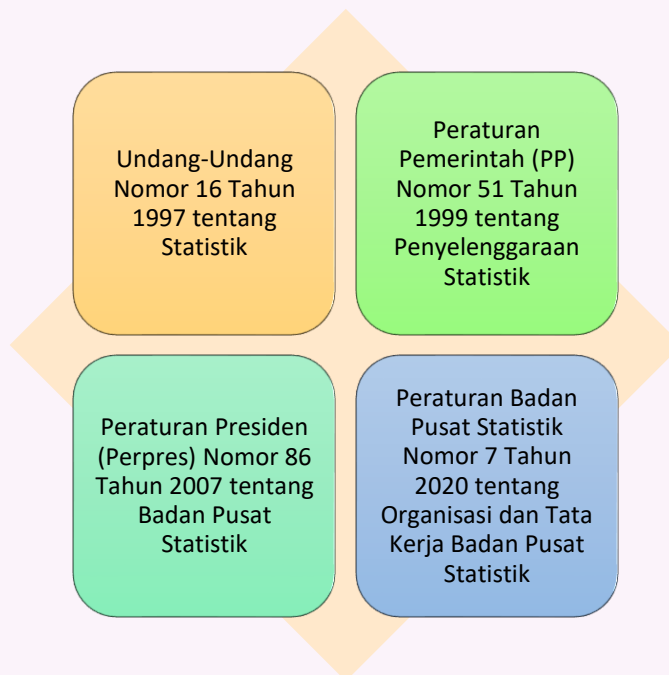 Undang-Undang
Nomor 16 Tahun
1997 tentang
Statistik
Peraturan
Pemerintah (PP)
Nomor 51 Tahun
1999 tentang
Penyelenggaraan
Statistik
Peraturan Presiden
(Perpres) Nomor 86
Tahun 2007 tentang
Badan Pusat
Statistik
Peraturan Badan
Pusat Statistik
Nomor 7 Tahun
2020 tentang
Organisasi dan Tata
Kerja Badan Pusat
Statistik